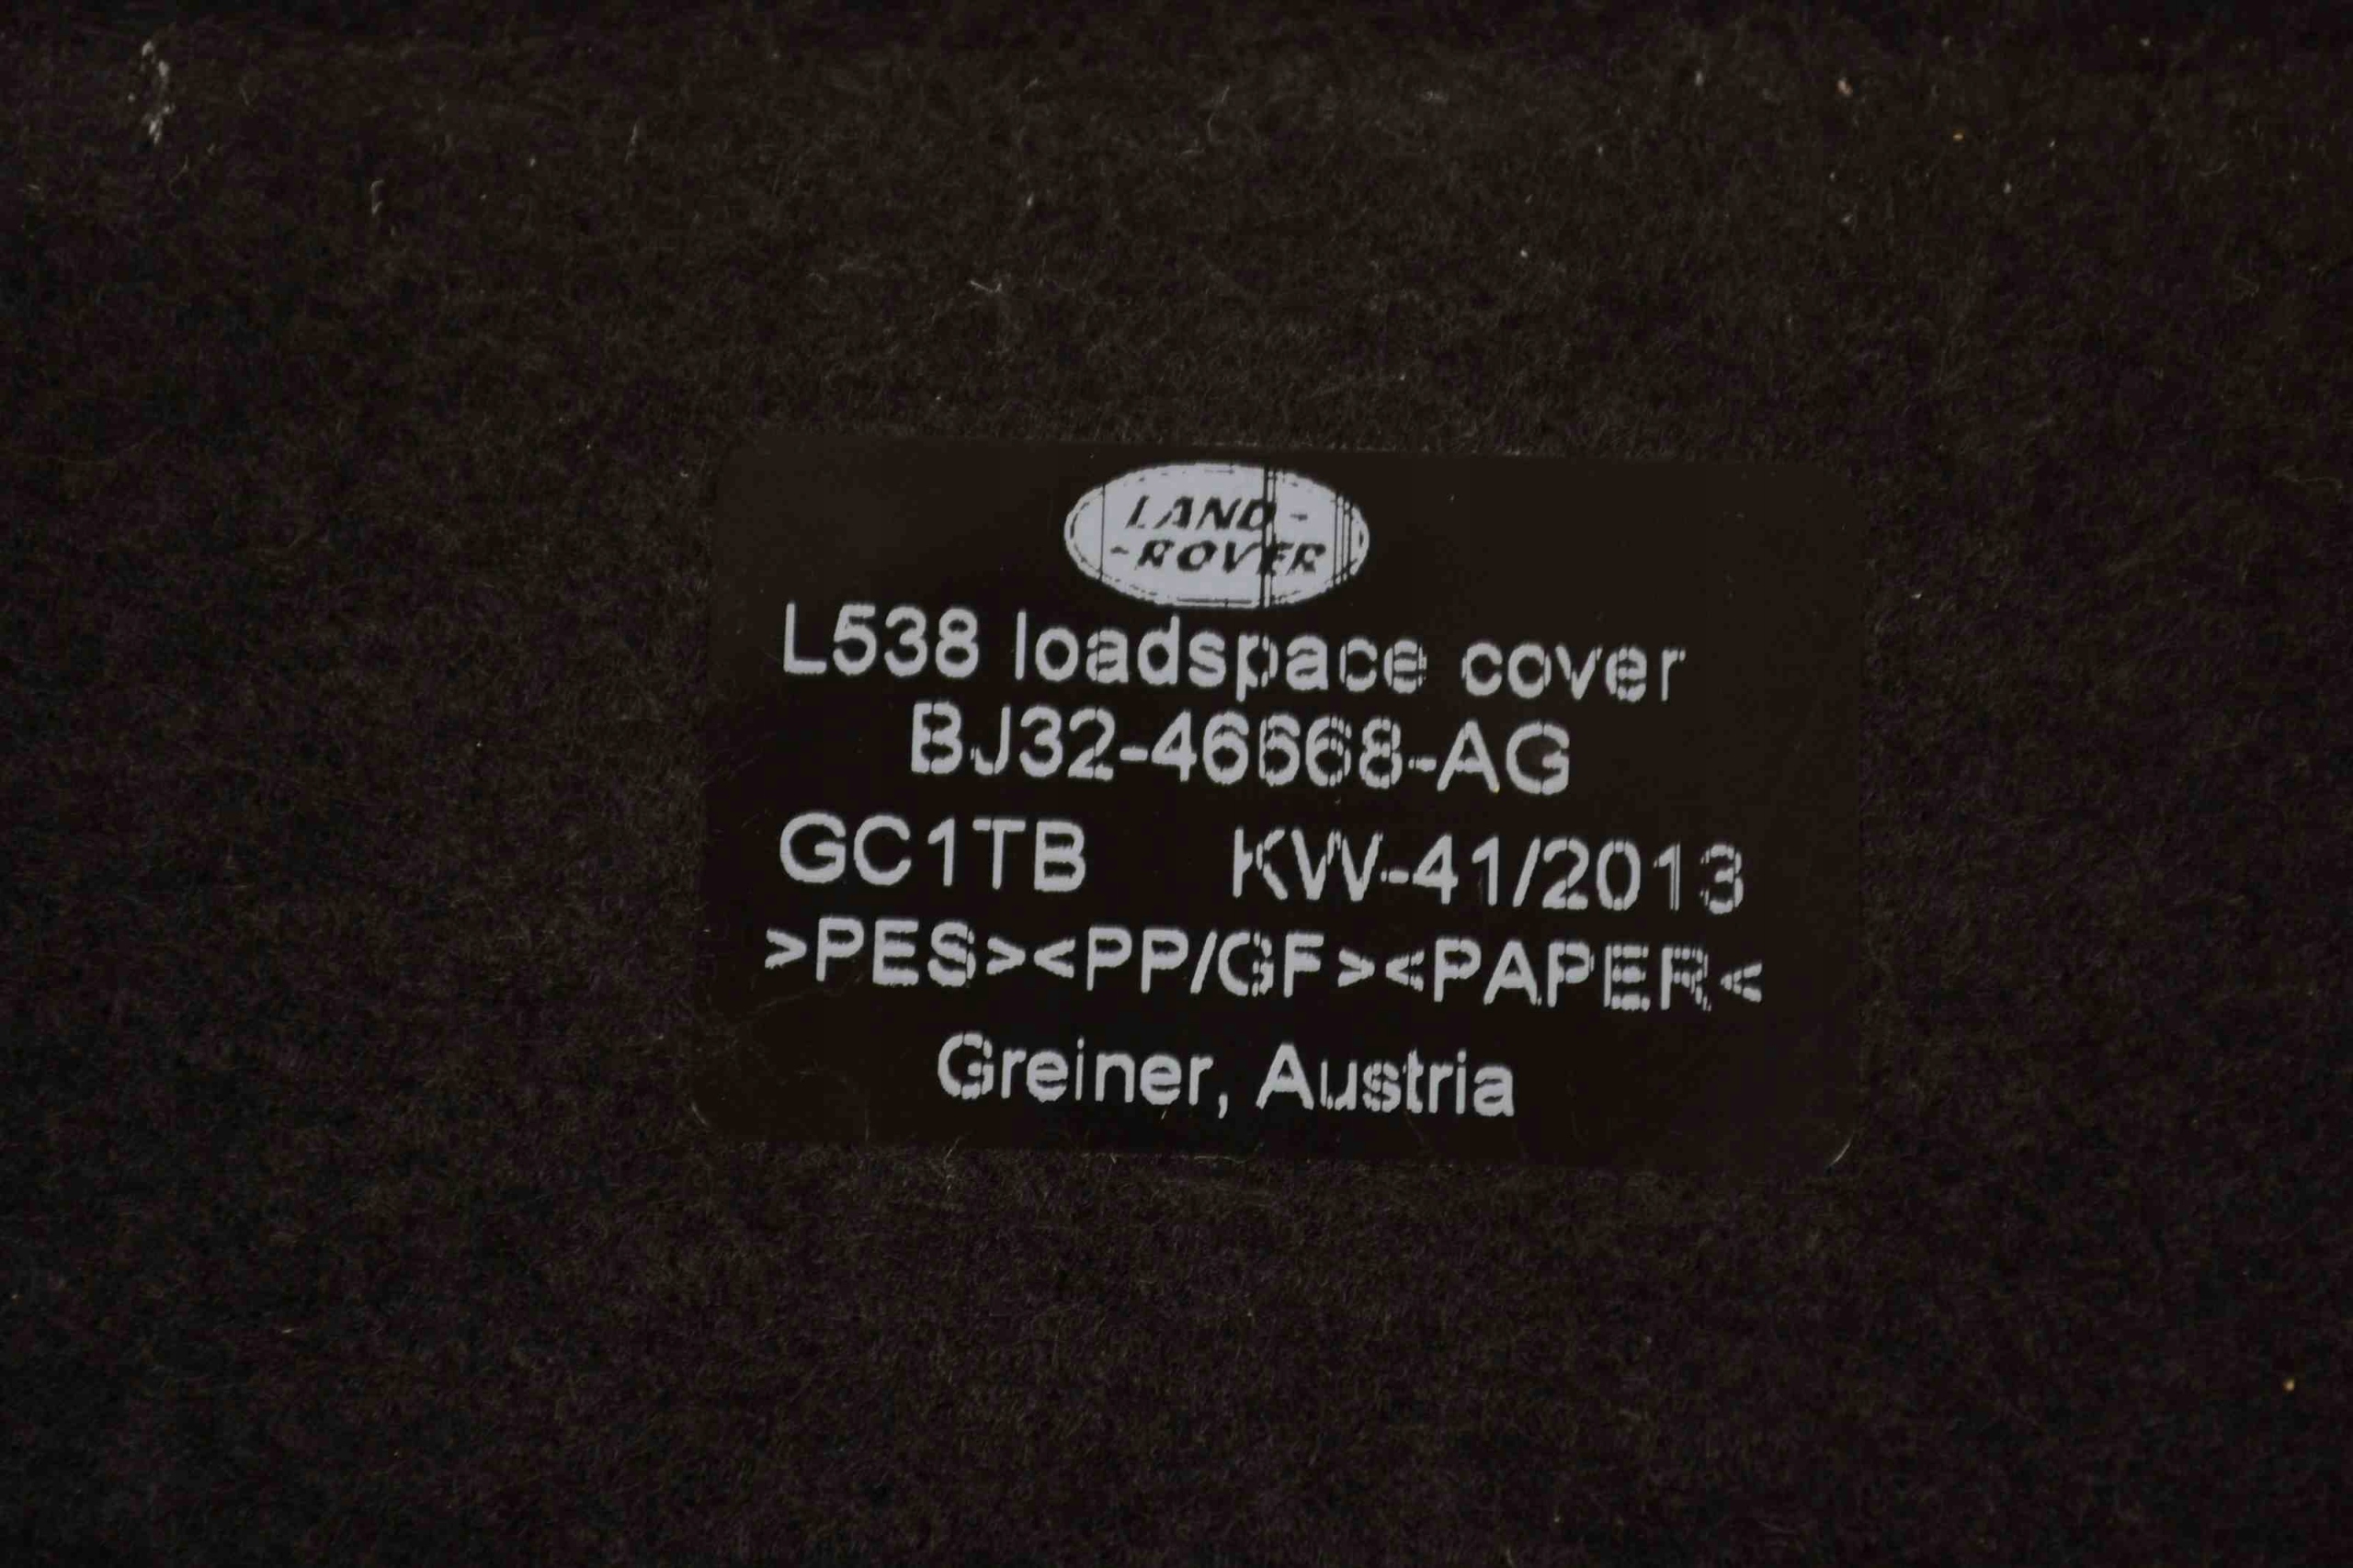 LAND-
-ROVER
L538 loadspace cover
BJ32-46668-AG
GC1TB KW-41/2013
>PES><PP/GF><PAPER<
Greiner, Austria